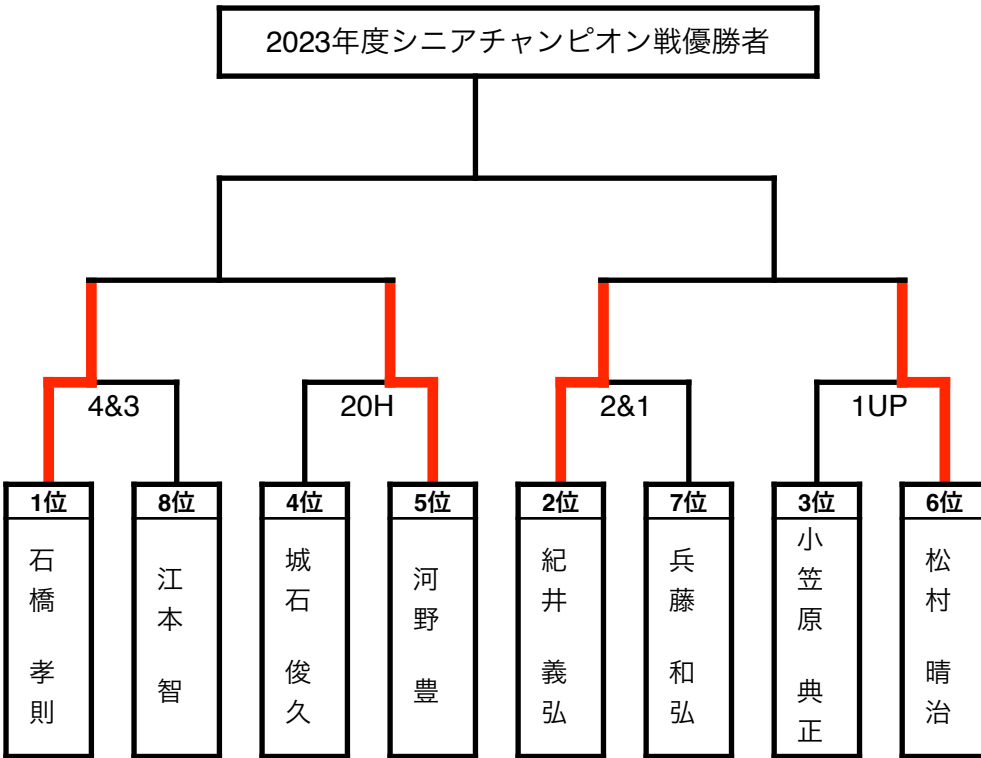 2023年度シニアチャンピオン戦優勝者
4&3
20H
2&1
1UP
1位
8位
4位
5位
2位
7位
3位
6位
石橋 孝則
江本 智
城石 俊久
河野 豊
紀井 義弘
兵藤 和弘
小笠原 典正
松村 晴治